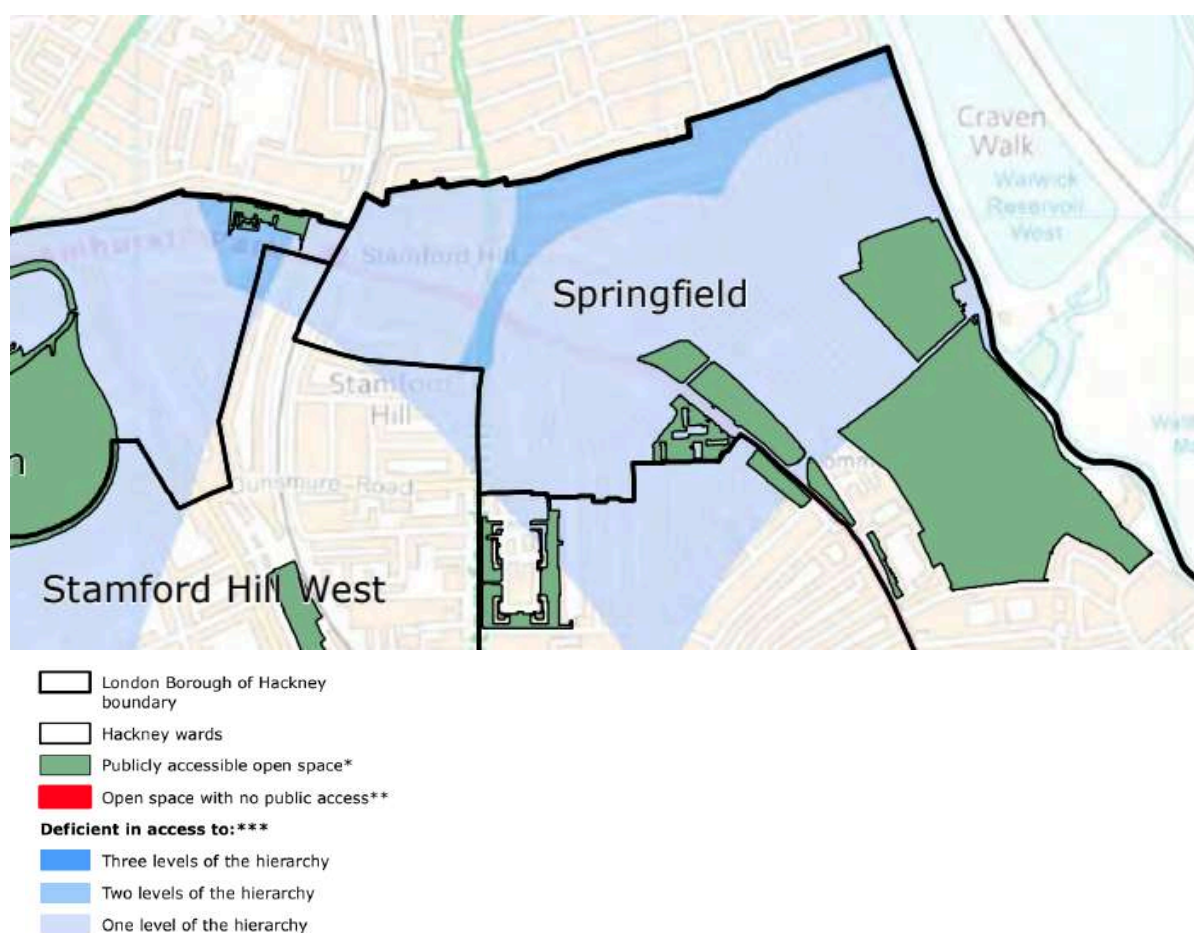 Craven
Walk
Warwick
Reservoir
West
Stamford Hill
Springfield
Stamford
Hill
Dunsmure Road
n
Stamford Hill West
London Borough of Hackney
boundary
Hackney wards
Publicly accessible open space*
Open space with no public access**
Deficient in access to:***
Three levels of the hierarchy
Two levels of the hierarchy
One level of the hierarchy